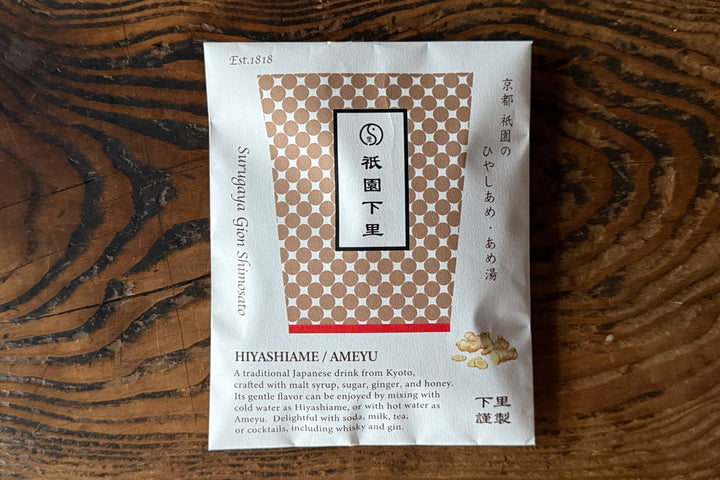 Est.1818
京都 祇園の
ひやしあめ・あめ湯
祇園下里
Surugaya Gion Shimosato
HIYASHIAME / AMEYU
A traditional Japanese drink from Kyoto,
crafted with malt syrup, sugar, ginger, and honey.
Its gentle flavor can be enjoyed by mixing with
cold water as Hiyashiame, or with hot water as
Ameyu. Delightful with soda, milk, tea,
or cocktails, including whisky and gin.
下里
謹製